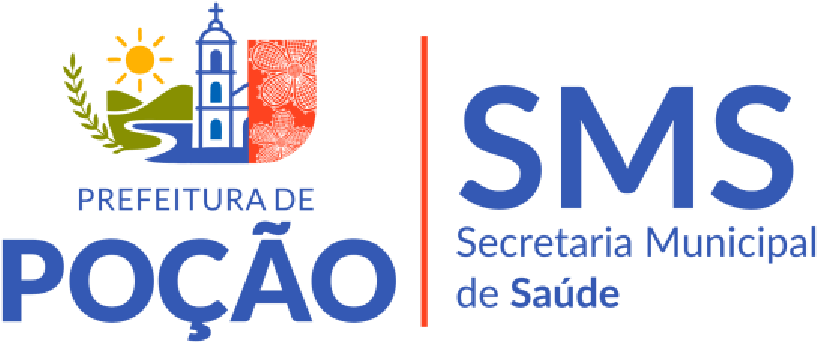 PREFEITURA DE
POÇÃO
SMS
Secretaria Municipal
de Saúde